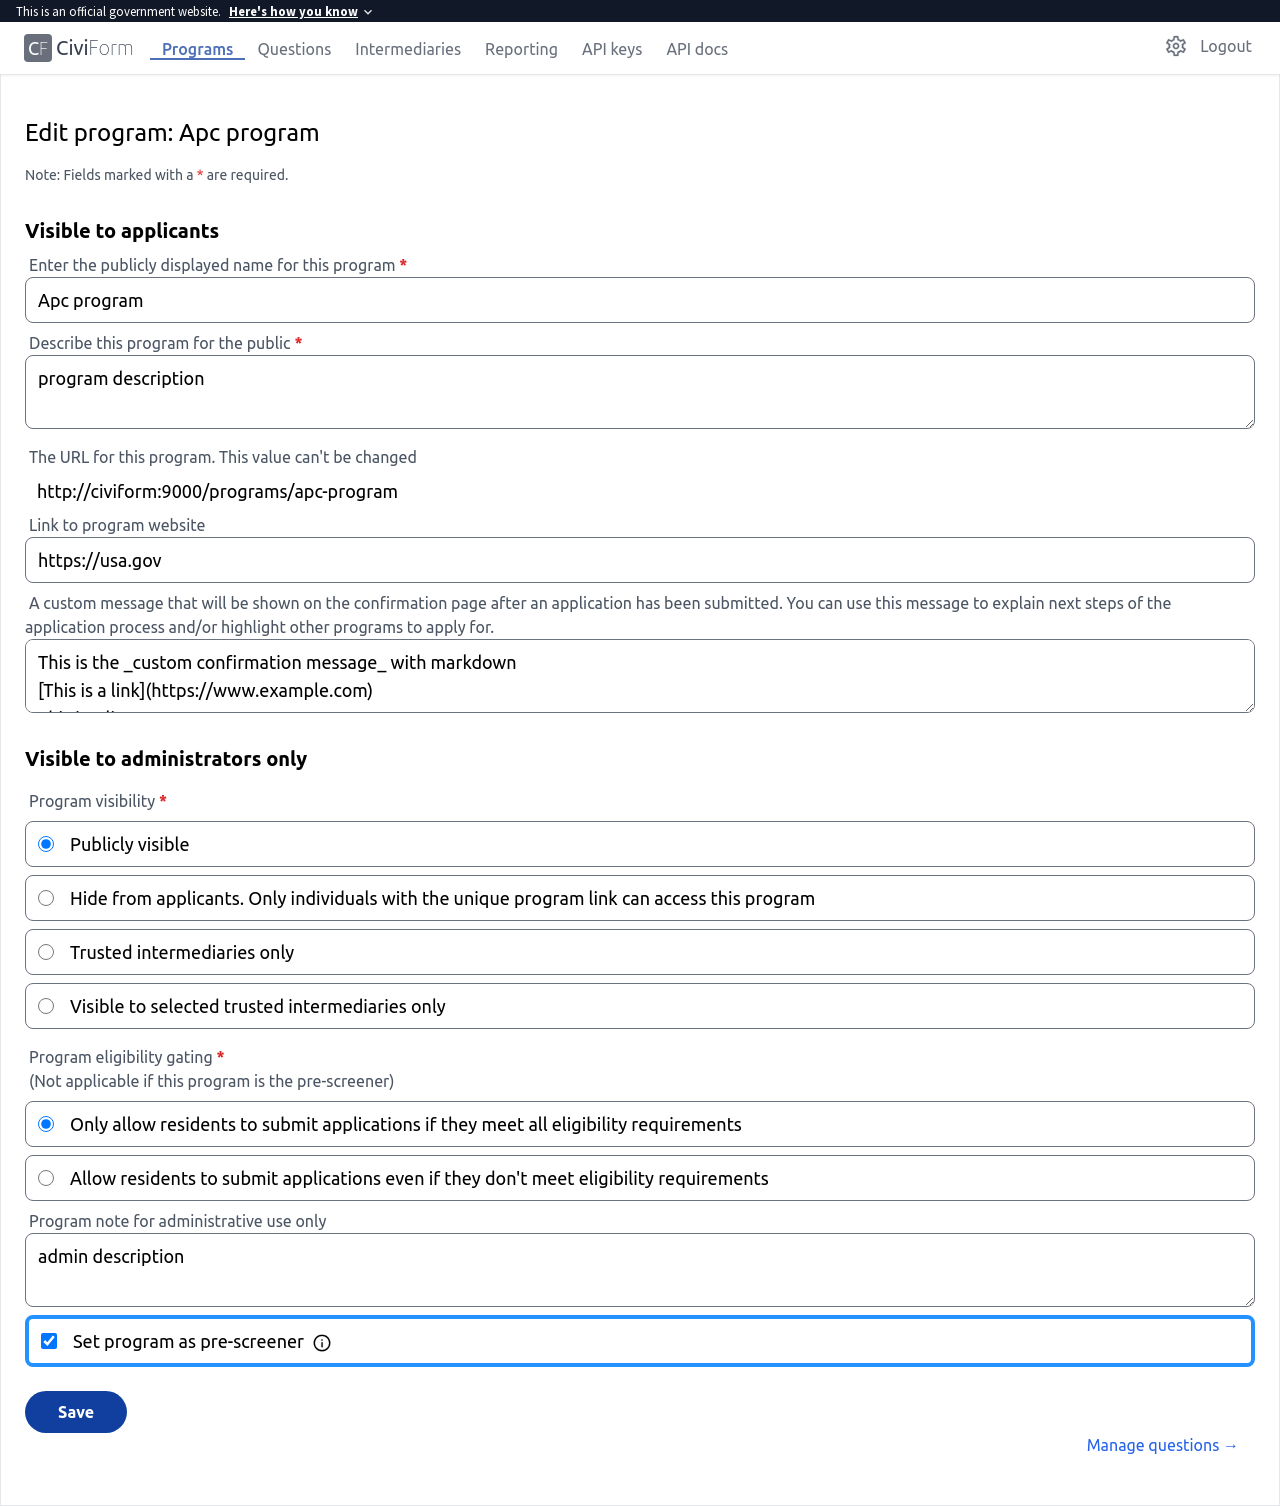 This is an official government website. Here's how you know
CF CiviForm Programs Questions Intermediaries Reporting API keys API docs Logout
Edit program: Apc program
Note: Fields marked with a * are required.
Visible to applicants
Enter the publicly displayed name for this program *
Apc program
Describe this program for the public *
program description
The URL for this program. This value can't be changed
http://civiform:9000/programs/apc-program
Link to program website
https://usa.gov
A custom message that will be shown on the confirmation page after an application has been submitted. You can use this message to explain next steps of the
application process and/or highlight other programs to apply for.
This is the _custom confirmation message_ with markdown
[This is a link](https://www.example.com)
Visible to administrators only
Program visibility *
Publicly visible
Hide from applicants. Only individuals with the unique program link can access this program
Trusted intermediaries only
Visible to selected trusted intermediaries only
Program eligibility gating *
(Not applicable if this program is the pre-screener)
Only allow residents to submit applications if they meet all eligibility requirements
Allow residents to submit applications even if they don't meet eligibility requirements
Program note for administrative use only
admin description
Set program as pre-screener
Save
Manage questions →